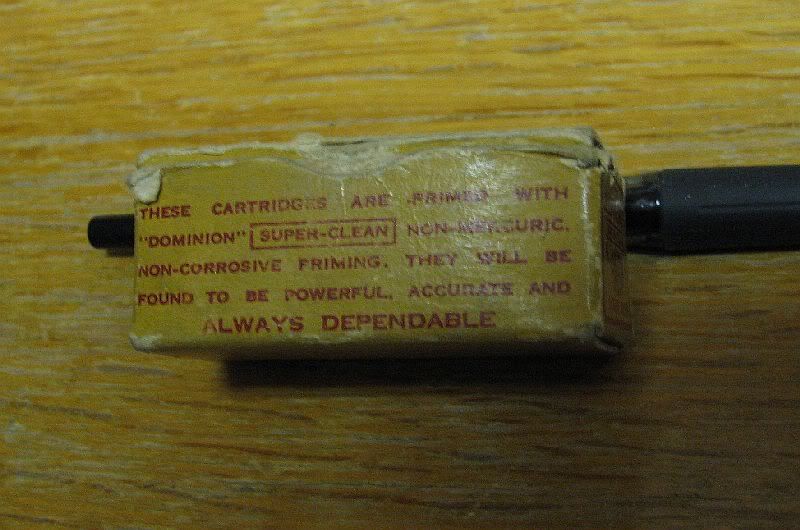 THESE CARTRIDGES ARE PRIMED WITH
"DOMINION" SUPER-CLEAN NON-MERCURIC,
NON-CORROSIVE PRIMING. THEY WILL BE
FOUND TO BE POWERFUL, ACCURATE AND
ALWAYS DEPENDABLE